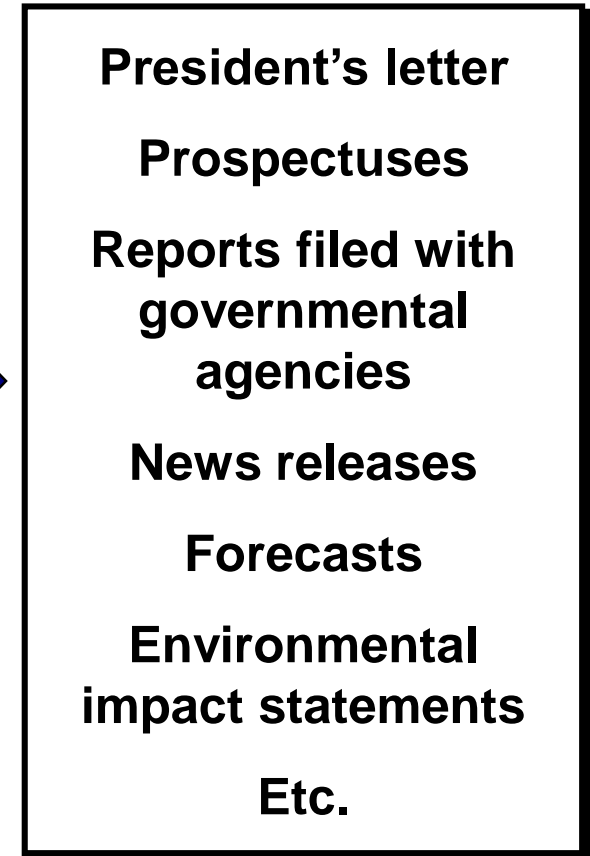 President’s letter
Prospectuses
Reports filed with
governmental
agencies
News releases
Forecasts
Environmental
impact statements
Etc.